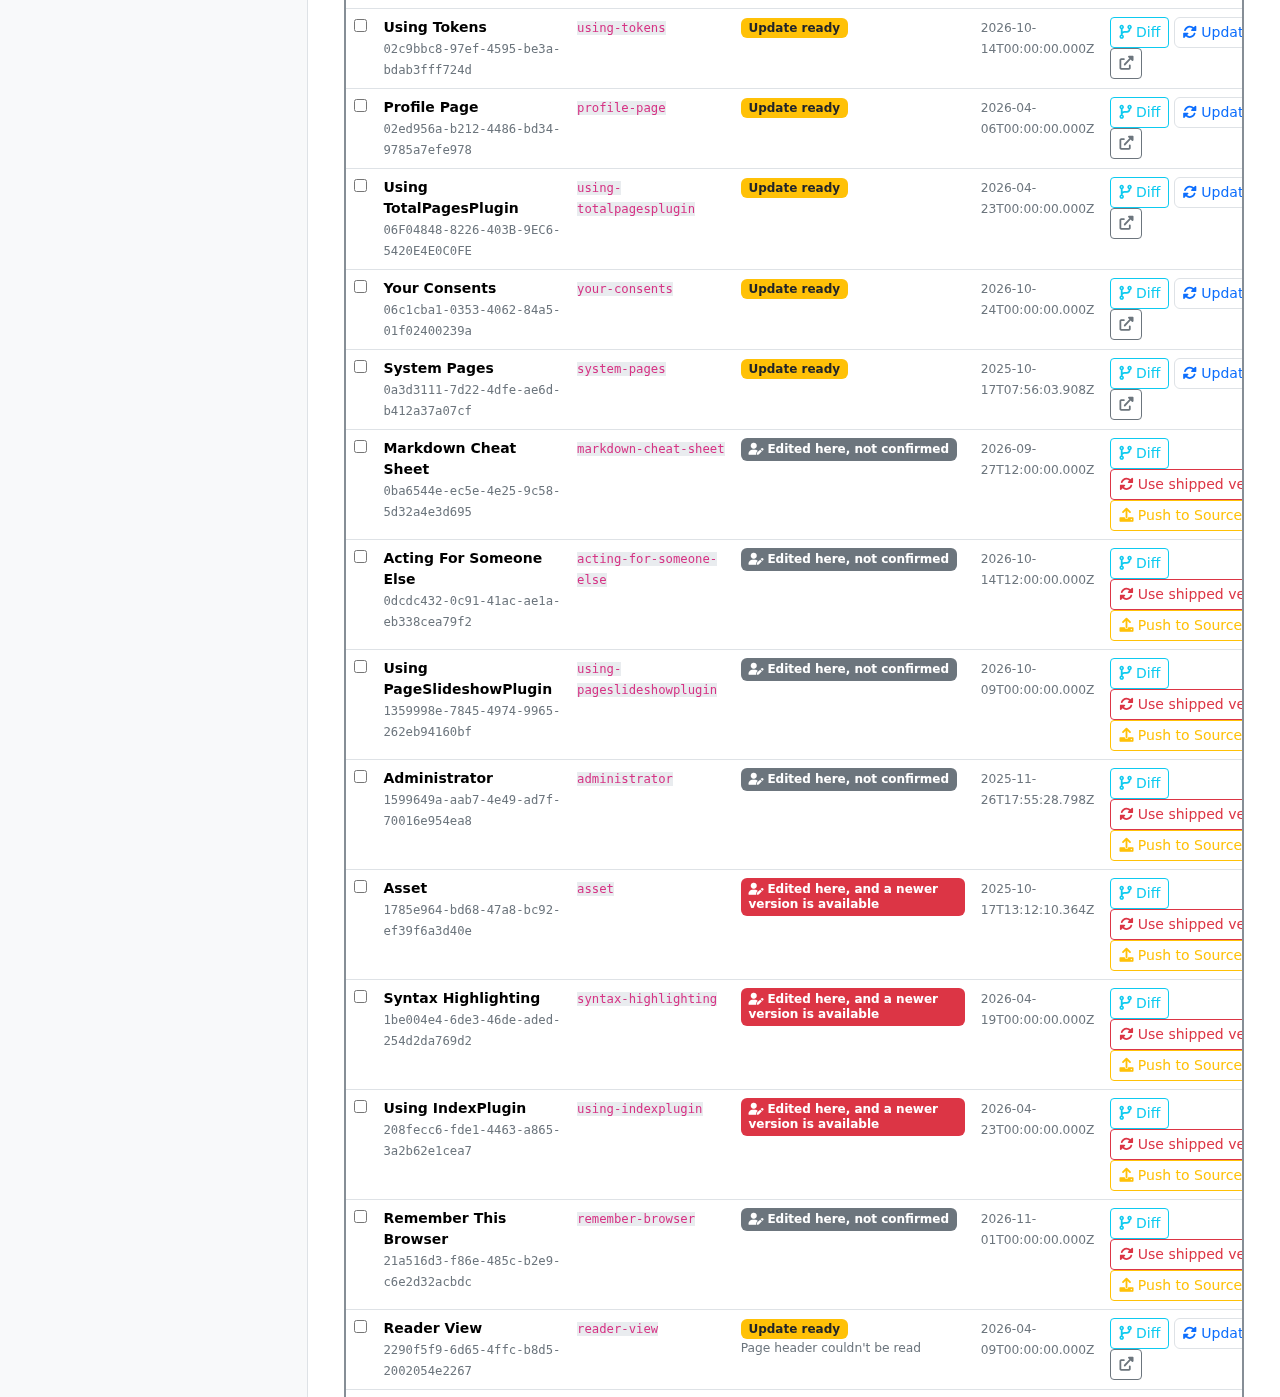 Using Tokens
02c9bbc8-97ef-4595-be3a-
bdab3fff724d
using-tokens
Update ready
2026-10-
14T00:00:00.000Z
Diff
Updat
Profile Page
02ed956a-b212-4486-bd34-
9785a7efe978
profile-page
Update ready
2026-04-
06T00:00:00.000Z
Diff
Updat
Using
TotalPagesPlugin
06F04848-8226-403B-9EC6-
5420E4E0C0FE
using-
totalpagesplugin
Update ready
2026-04-
23T00:00:00.000Z
Diff
Updat
Your Consents
06c1cba1-0353-4062-84a5-
01f02400239a
your-consents
Update ready
2026-10-
24T00:00:00.000Z
Diff
Updat
System Pages
0a3d3111-7d22-4dfe-ae6d-
b412a37a07cf
system-pages
Update ready
2025-10-
17T07:56:03.908Z
Diff
Updat
Markdown Cheat
Sheet
0ba6544e-ec5e-4e25-9c58-
5d32a4e3d695
markdown-cheat-sheet
Edited here, not confirmed
2026-09-
27T12:00:00.000Z
Diff
Use shipped ve
Push to Source
Acting For Someone
Else
0dcdc432-0c91-41ac-ae1a-
eb338cea79f2
acting-for-someone-
else
Edited here, not confirmed
2026-10-
14T12:00:00.000Z
Diff
Use shipped ve
Push to Source
Using
PageSlideshowPlugin
1359998e-7845-4974-9965-
262eb94160bf
using-
pageslideshowplugin
Edited here, not confirmed
2026-10-
09T00:00:00.000Z
Diff
Use shipped ve
Push to Source
Administrator
1599649a-aab7-4e49-ad7f-
70016e954ea8
administrator
Edited here, not confirmed
2025-11-
26T17:55:28.798Z
Diff
Use shipped ve
Push to Source
Asset
1785e964-bd68-47a8-bc92-
ef39f6a3d40e
asset
Edited here, and a newer
version is available
2025-10-
17T13:12:10.364Z
Diff
Use shipped ve
Push to Source
Syntax Highlighting
1be004e4-6de3-46de-aded-
254d2da769d2
syntax-highlighting
Edited here, and a newer
version is available
2026-04-
19T00:00:00.000Z
Diff
Use shipped ve
Push to Source
Using IndexPlugin
208fecc6-fde1-4463-a865-
3a2b62e1cea7
using-indexplugin
Edited here, and a newer
version is available
2026-04-
23T00:00:00.000Z
Diff
Use shipped ve
Push to Source
Remember This
Browser
21a516d3-f86e-485c-b2e9-
c6e2d32acbdc
remember-browser
Edited here, not confirmed
2026-11-
01T00:00:00.000Z
Diff
Use shipped ve
Push to Source
Reader View
2290f5f9-6d65-4ffc-b8d5-
2002054e2267
reader-view
Update ready
Page header couldn't be read
2026-04-
09T00:00:00.000Z
Diff
Updat